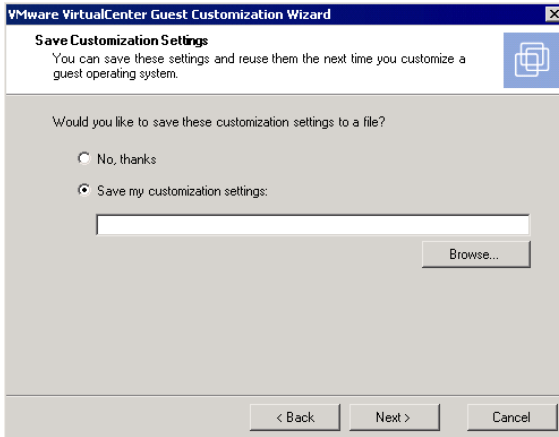 VMware VirtualCenter Guest Customization Wizard
Save Customization Settings
You can save these settings and reuse them the next time you customize a
guest operating system.
Would you like to save these customization settings to a file?
No, thanks
Save my customization settings:
Browse...
< Back
Next >
Cancel